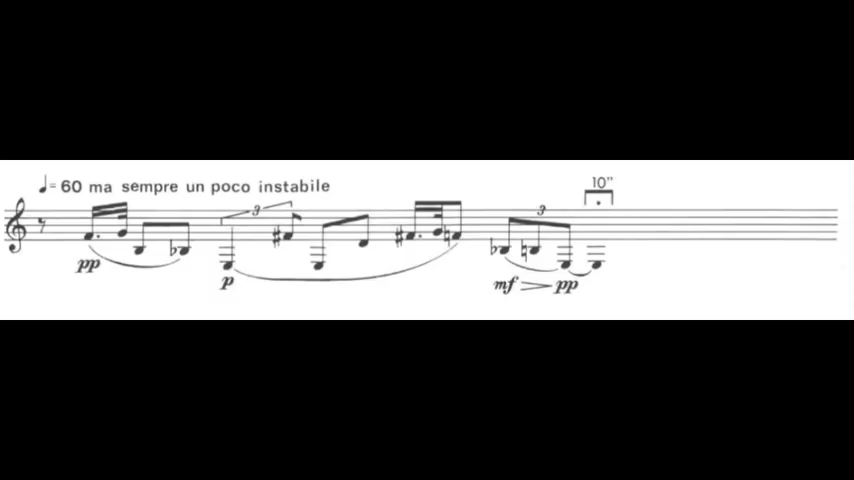 ♩= 60 ma sempre un poco instabile
10"
3
3
pp
p
mf pp